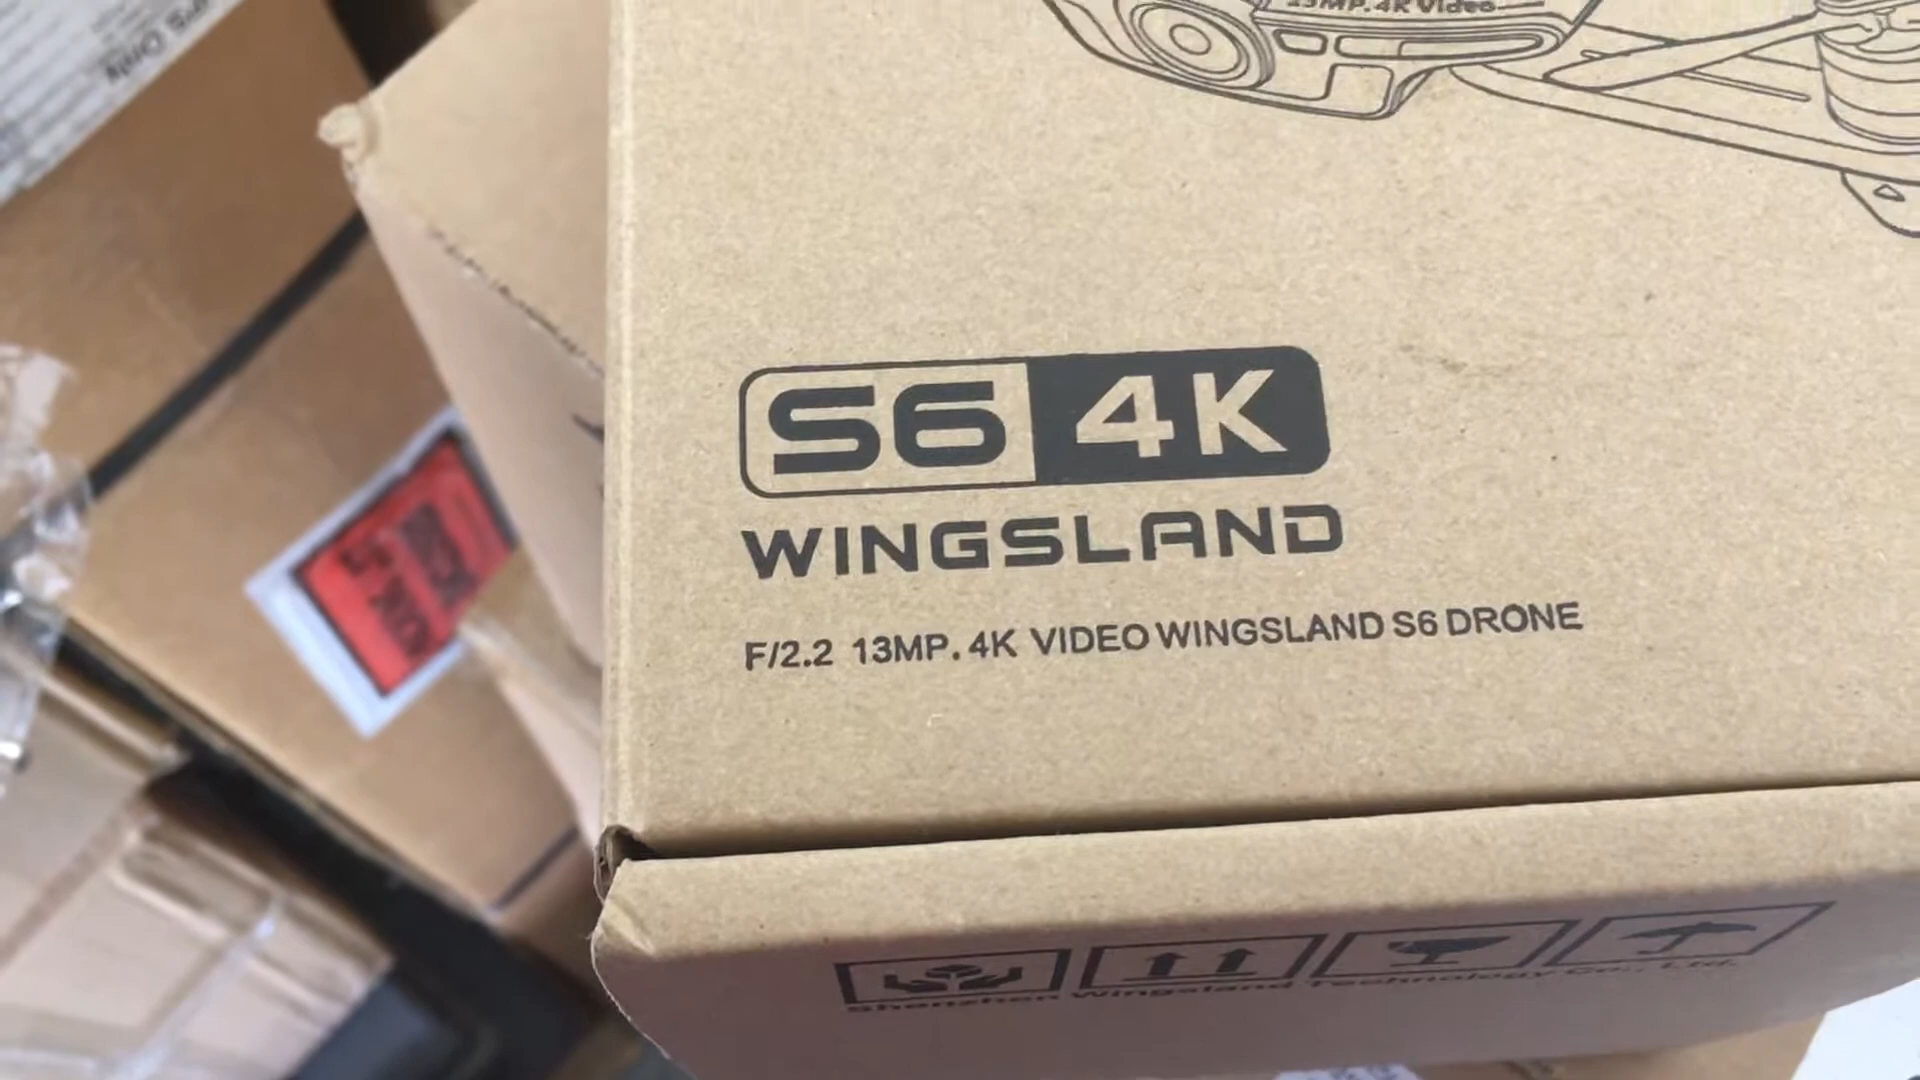 13MP.4K Video
S6 4K
WINGSLAND
F/2.2 13MP.4K VIDEO WINGSLAND S6 DRONE
Shenzhen Wingsland Technology Co., Ltd.